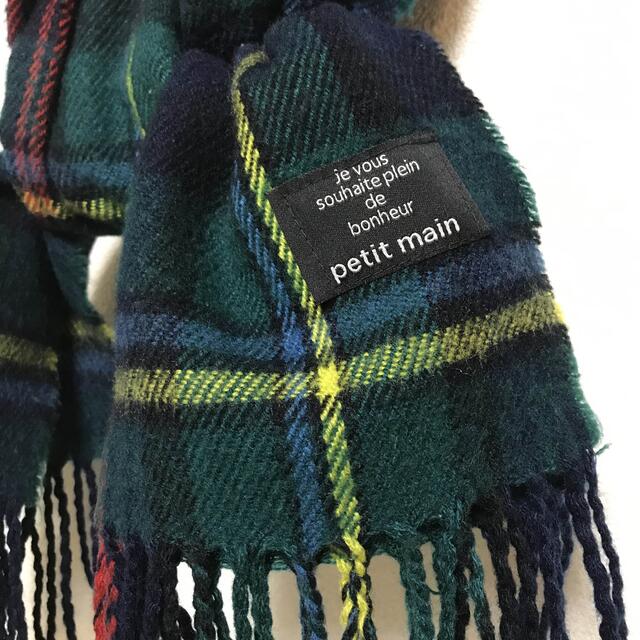 je vous
souhaite plein
de
bonheur
petit main